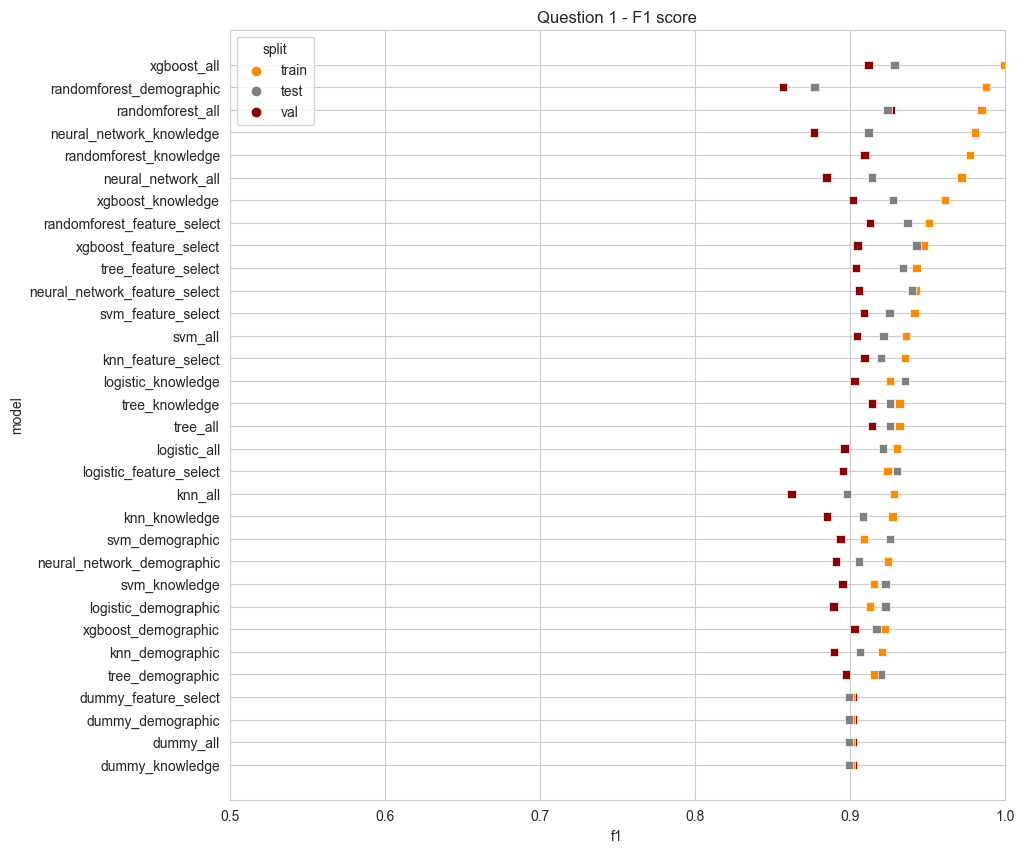 Question 1 - F1 score
split
train
test
val
model
xgboost_all
randomforest_demographic
randomforest_all
neural_network_knowledge
randomforest_knowledge
neural_network_all
xgboost_knowledge
randomforest_feature_select
xgboost_feature_select
tree_feature_select
neural_network_feature_select
svm_feature_select
svm_all
knn_feature_select
logistic_knowledge
tree_knowledge
tree_all
logistic_all
logistic_feature_select
knn_all
knn_knowledge
svm_demographic
neural_network_demographic
svm_knowledge
logistic_demographic
xgboost_demographic
knn_demographic
tree_demographic
dummy_feature_select
dummy_demographic
dummy_all
dummy_knowledge
0.5 0.6 0.7 0.8 0.9 1.0
f1